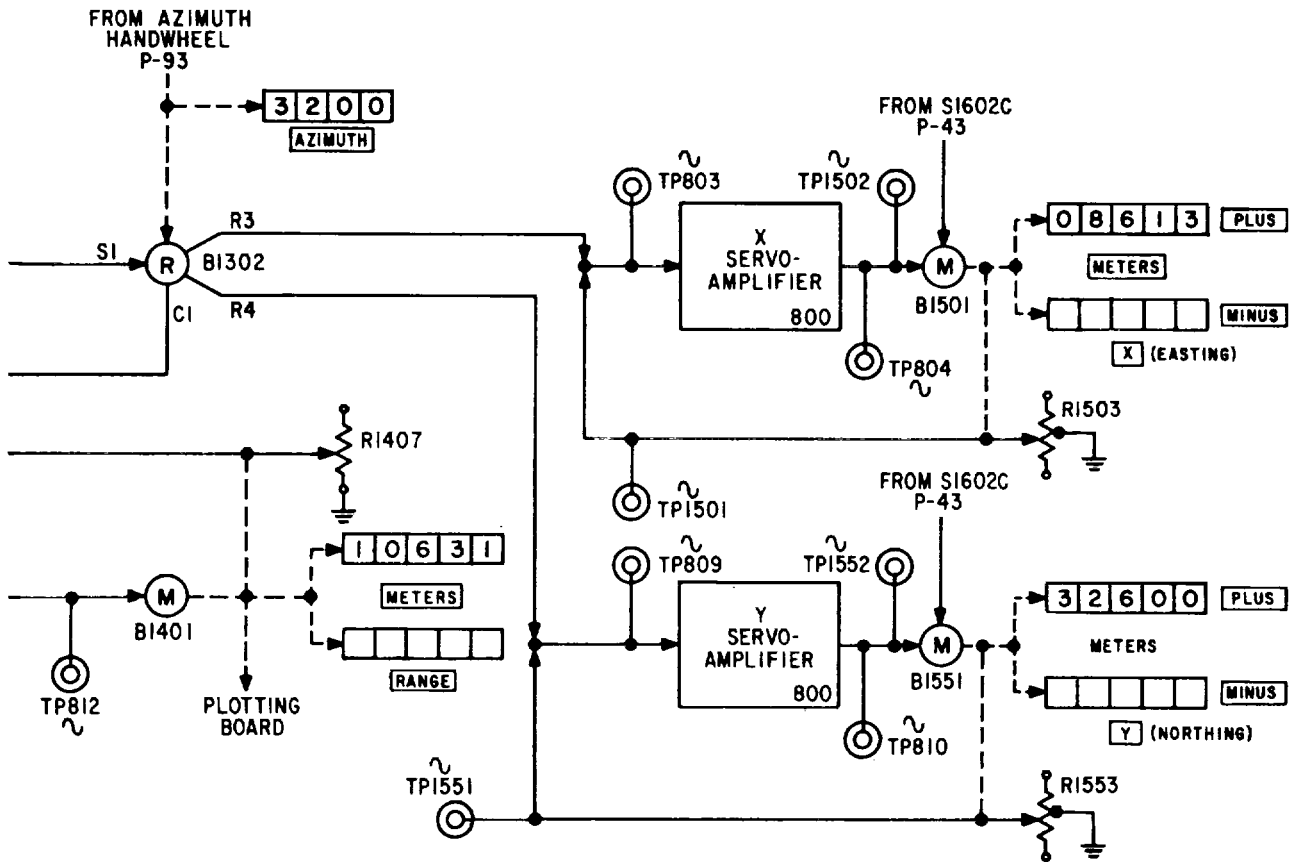 FROM AZIMUTH
HANDWHEEL
P-93
3200
AZIMUTH
FROM S1602C
P-43
TP803
TP1502
X
SERVO-
AMPLIFIER
800
08613
PLUS
METERS
MINUS
X (EASTING)
S1
R
B1302
R3
R4
C1
M
B1501
TP804
R1503
R1407
TP1501
FROM S1602C
P-43
TP809
TP1552
10631
METERS
RANGE
M
B1401
TP812
PLOTTING
BOARD
Y
SERVO-
AMPLIFIER
800
M
B1551
32600
PLUS
METERS
MINUS
Y (NORTHING)
TP810
TP1551
R1553